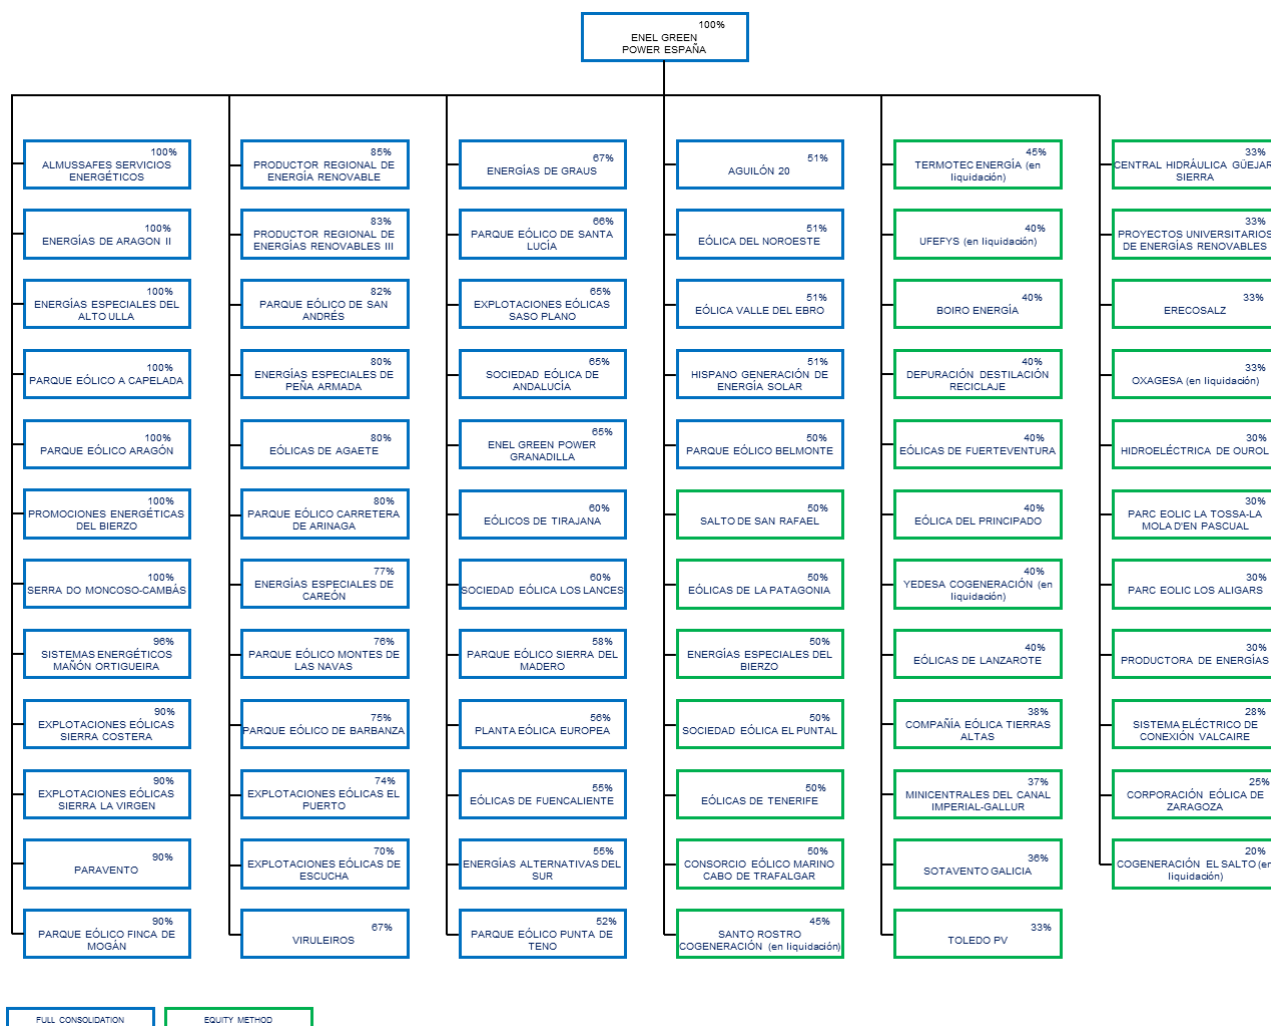 100%
ENEL GREEN
POWER ESPAÑA
100%
ALMUSSAFES SERVICIOS
ENERGÉTICOS
100%
ENERGÍAS DE ARAGON II
100%
ENERGÍAS ESPECIALES DEL
ALTO ULLA
100%
PARQUE EÓLICO A CAPELADA
100%
PARQUE EÓLICO ARAGÓN
100%
PROMOCIONES ENERGÉTICAS
DEL BIERZO
100%
SERRA DO MONCOSO-CAMBÁS
96%
SISTEMAS ENERGÉTICOS
MAÑÓN ORTIGUEIRA
90%
EXPLOTACIONES EÓLICAS
SIERRA COSTERA
90%
EXPLOTACIONES EÓLICAS
SIERRA LA VIRGEN
90%
PARAVENTO
90%
PARQUE EÓLICO FINCA DE
MOGÁN
85%
PRODUCTOR REGIONAL DE
ENERGÍA RENOVABLE
83%
PRODUCTOR REGIONAL DE
ENERGÍAS RENOVABLES III
82%
PARQUE EÓLICO DE SAN
ANDRÉS
80%
ENERGÍAS ESPECIALES DE
PEÑA ARMADA
80%
EÓLICAS DE AGAETE
80%
PARQUE EÓLICO CARRETERA
DE ARINAGA
77%
ENERGÍAS ESPECIALES DE
CAREÓN
76%
PARQUE EÓLICO MONTES DE
LAS NAVAS
75%
PARQUE EÓLICO DE BARBANZA
74%
EXPLOTACIONES EÓLICAS EL
PUERTO
70%
EXPLOTACIONES EÓLICAS DE
ESCUCHA
67%
VIRULEIROS
67%
ENERGÍAS DE GRAUS
66%
PARQUE EÓLICO DE SANTA
LUCÍA
65%
EXPLOTACIONES EÓLICAS
SASO PLANO
65%
SOCIEDAD EÓLICA DE
ANDALUCÍA
65%
ENEL GREEN POWER
GRANADILLA
60%
EÓLICOS DE TIRAJANA
60%
SOCIEDAD EÓLICA LOS LANCES
58%
PARQUE EÓLICO SIERRA DEL
MADERO
56%
PLANTA EÓLICA EUROPEA
55%
EÓLICAS DE FUENCALIENTE
55%
ENERGÍAS ALTERNATIVAS DEL
SUR
52%
PARQUE EÓLICO PUNTA DE
TENO
51%
AGUILÓN 20
51%
EÓLICA DEL NOROESTE
51%
EÓLICA VALLE DEL EBRO
51%
HISPANO GENERACIÓN DE
ENERGÍA SOLAR
50%
PARQUE EÓLICO BELMONTE
50%
SALTO DE SAN RAFAEL
50%
EÓLICAS DE LA PATAGONIA
50%
ENERGÍAS ESPECIALES DEL
BIERZO
50%
SOCIEDAD EÓLICA EL PUNTAL
50%
EÓLICAS DE TENERIFE
50%
CONSORCIO EÓLICO MARINO
CABO DE TRAFALGAR
45%
SANTO ROSTRO
COGENERACIÓN (en liquidación)
45%
TERMOTEC ENERGÍA (en
liquidación)
40%
UFEFYS (en liquidación)
40%
BOIRO ENERGÍA
40%
DEPURACIÓN DESTILACIÓN
RECICLAJE
40%
EÓLICAS DE FUERTEVENTURA
40%
EÓLICA DEL PRINCIPADO
40%
YEDESA COGENERACIÓN (en
liquidación)
40%
EÓLICAS DE LANZAROTE
38%
COMPAÑÍA EÓLICA TIERRAS
ALTAS
37%
MINICENTRALES DEL CANAL
IMPERIAL-GALLUR
36%
SOTAVENTO GALICIA
33%
TOLEDO PV
33%
CENTRAL HIDRÁULICA GÜEJAR
SIERRA
33%
PROYECTOS UNIVERSITARIOS
DE ENERGÍAS RENOVABLES
33%
ERECOSALZ
33%
OXAGESA (en liquidación)
30%
HIDROELÉCTRICA DE OUROL
30%
PARC EOLIC LA TOSSA-LA
MOLA D'EN PASCUAL
30%
PARC EOLIC LOS ALIGARS
30%
PRODUCTORA DE ENERGÍAS
28%
SISTEMA ELÉCTRICO DE
CONEXIÓN VALCAIRE
25%
CORPORACIÓN EÓLICA DE
ZARAGOZA
20%
COGENERACIÓN EL SALTO (en
liquidación)
FULL CONSOLIDATION
EQUITY METHOD